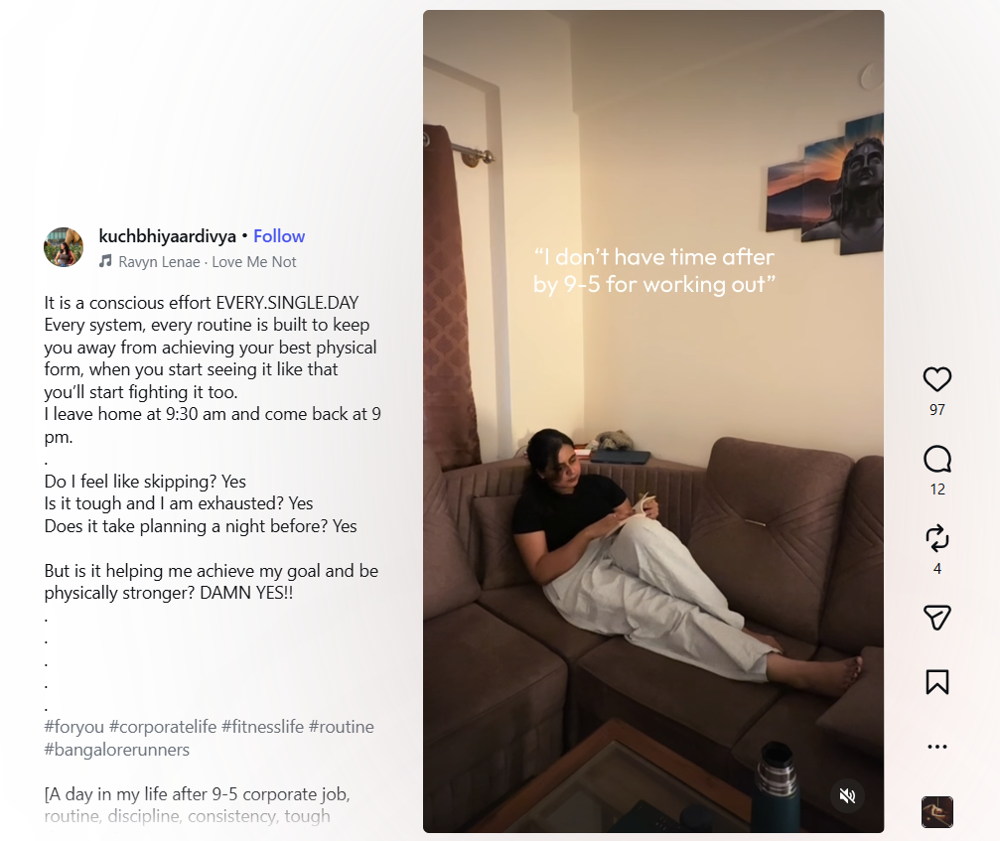 kuchbhiyaardivya • Follow
Ravyn Lenae · Love Me Not
It is a conscious effort EVERY.SINGLE.DAY
Every system, every routine is built to keep
you away from achieving your best physical
form, when you start seeing it like that
you'll start fighting it too.
I leave home at 9:30 am and come back at 9
pm.
.
Do I feel like skipping? Yes
Is it tough and I am exhausted? Yes
Does it take planning a night before? Yes
But is it helping me achieve my goal and be
physically stronger? DAMN YES!!
.
.
.
.
.
#foryou #corporatelife #fitnesslife #routine
#bangalorerunners
[A day in my life after 9-5 corporate job,
routine, discipline, consistency, tough
“I don’t have time after
by 9-5 for working out”
97
12
4